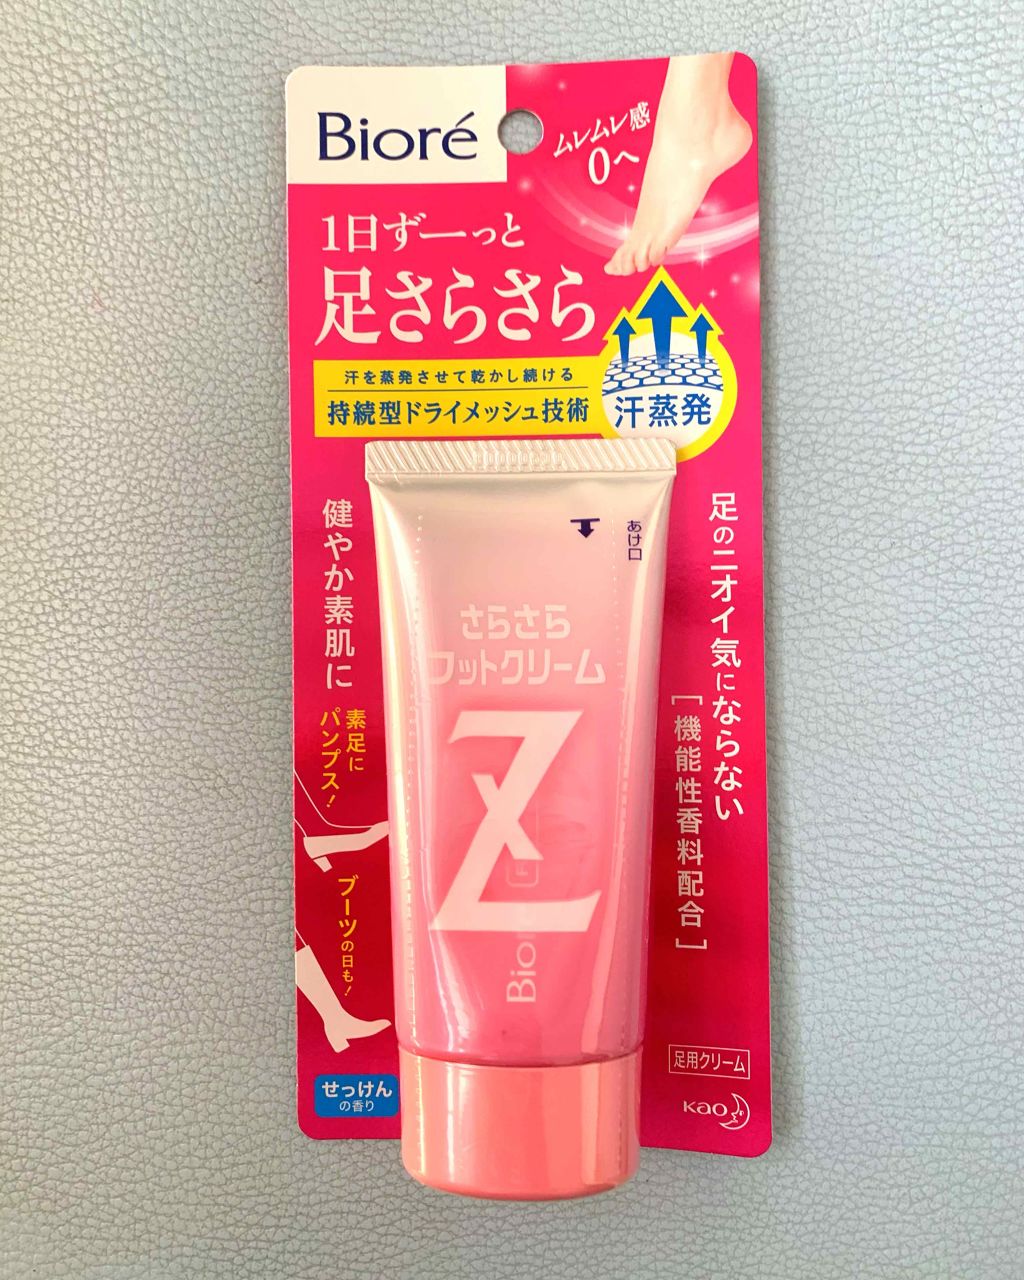 Bioré
ムレムレ感
0へ
1日ずーっと
足さらさら
汗を蒸発させて乾かし続ける
持続型ドライメッシュ技術
汗蒸発
あけ口
さらさら
フットクリーム
Z
Bio
足のニオイ気にならない
[機能性香料配合]
健やか素肌に
素足に
パンプス!
ブーツの日も!
せっけん
の香り
足用クリーム
Kao